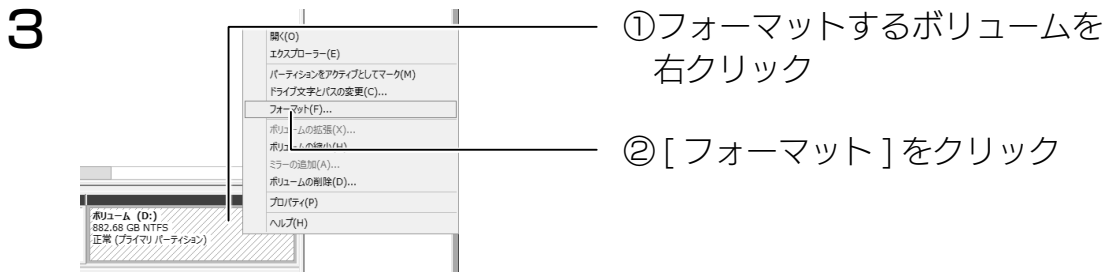 3
開く(O)
エクスプローラー(E)
パーティションをアクティブとしてマーク(M)
ドライブ文字とパスの変更(C)...
フォーマット(F)...
ボリュームの拡張(X)...
ボリュームの縮小(H)...
ミラーの追加(A)...
ボリュームの削除(D)...
プロパティ(P)
ヘルプ(H)
ボリューム (D:)
882.68 GB NTFS
正常 (プライマリ パーティション)
①フォーマットするボリュームを
右クリック
② [ フォーマット ] をクリック